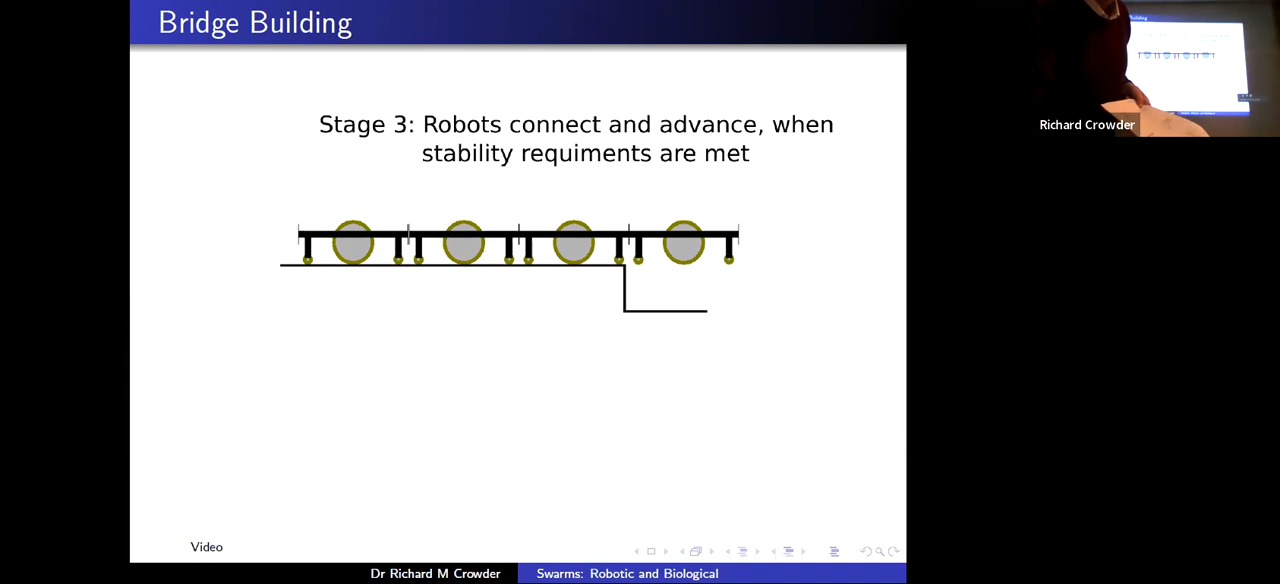 Bridge Building
Stage 3: Robots connect and advance, when
stability requiments are met
Video
Dr Richard M Crowder
Swarms: Robotic and Biological
Richard Crowder